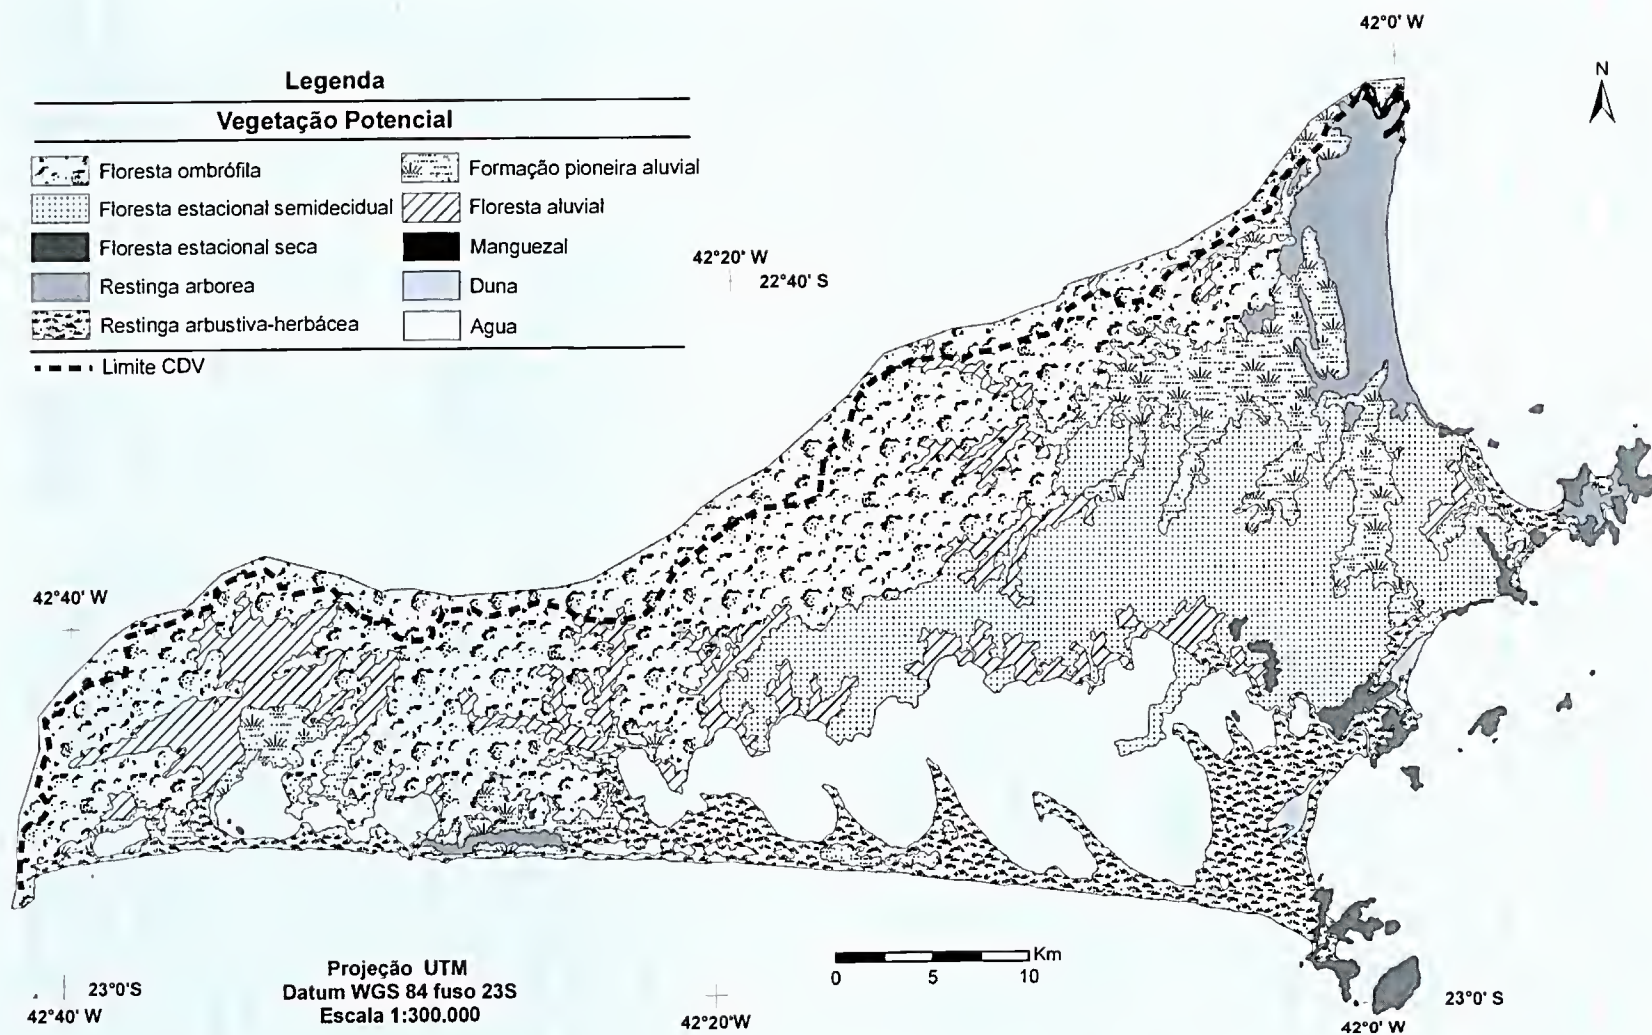 42°0' W
N
Legenda
Vegetação Potencial
Floresta ombrófila
Formação pioneira aluvial
Floresta estacional semidecidual
Floresta aluvial
Floresta estacional seca
Manguezal
Restinga arborea
Duna
Restinga arbustiva-herbácea
Agua
Limite CDV
42°20' W
22°40' S
42°40' W
Km
0 5 10
Projeção UTM
Datum WGS 84 fuso 23S
Escala 1:300.000
23°0'S
42°40' W
42°20'W
23°0' S
42°0' W